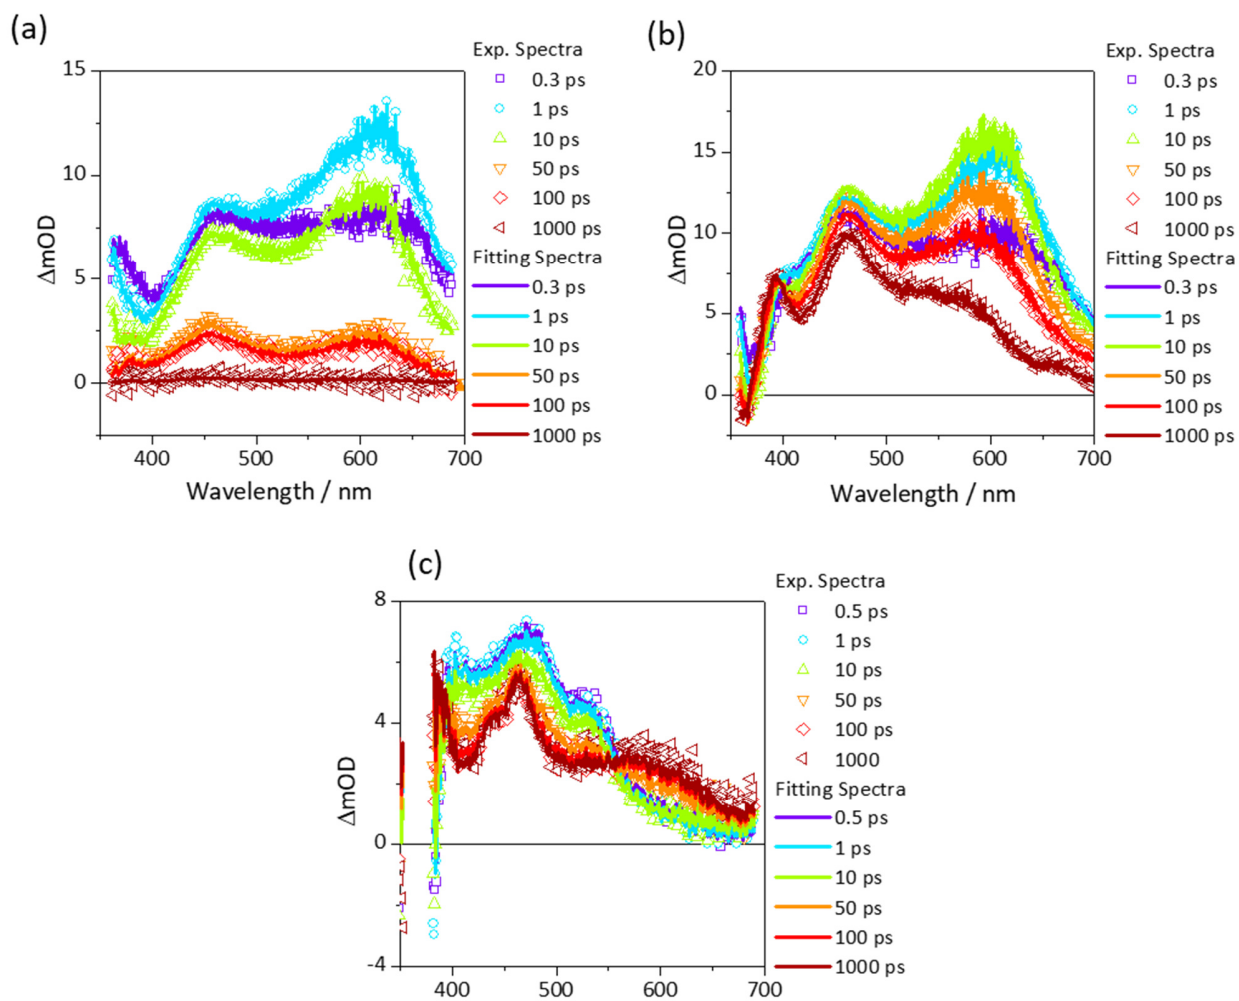 (a)
Exp. Spectra
0.3 ps
1 ps
10 ps
50 ps
100 ps
1000 ps
Fitting Spectra
0.3 ps
1 ps
10 ps
50 ps
100 ps
1000 ps
15
10
5
0
ΔmOD
400 500 600 700
Wavelength / nm
(b)
Exp. Spectra
0.3 ps
1 ps
10 ps
50 ps
100 ps
1000 ps
Fitting Spectra
0.3 ps
1 ps
10 ps
50 ps
100 ps
1000 ps
20
15
10
5
0
ΔmOD
400 500 600 700
Wavelength / nm
(c)
Exp. Spectra
0.5 ps
1 ps
10 ps
50 ps
100 ps
1000
Fitting Spectra
0.5 ps
1 ps
10 ps
50 ps
100 ps
1000 ps
8
4
0
-4
ΔmOD
400 500 600 700